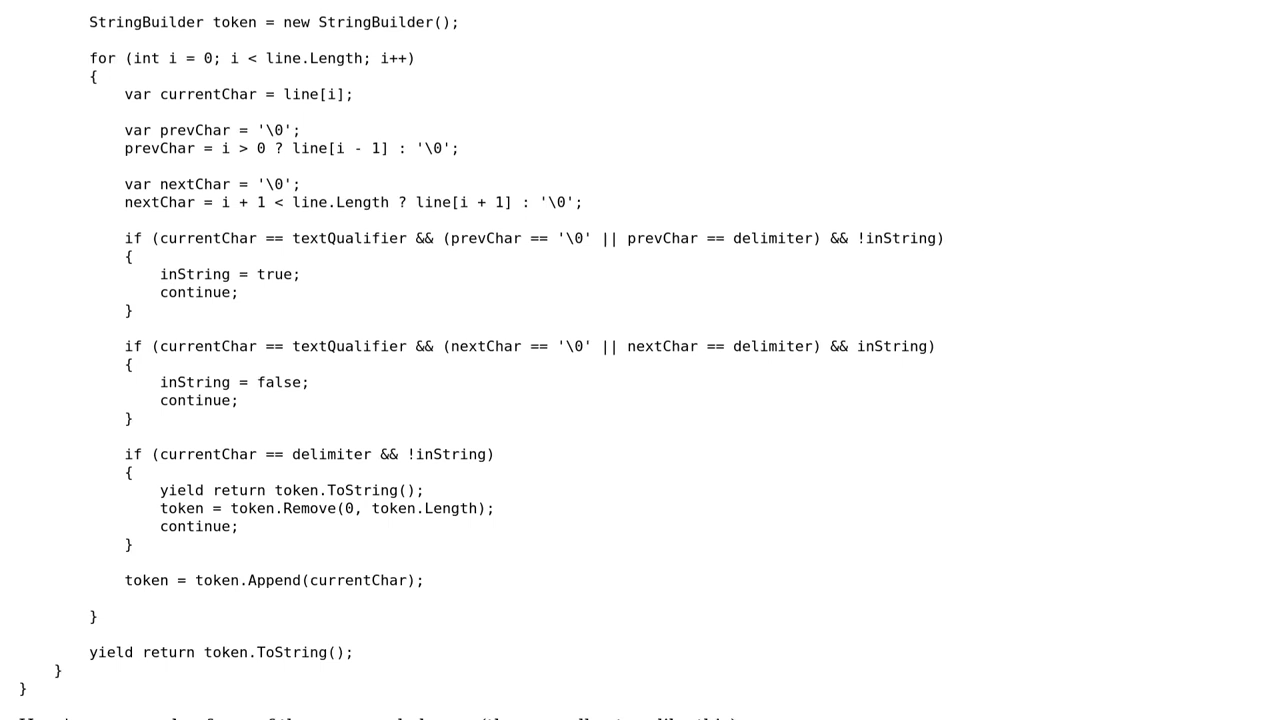 StringBuilder token = new StringBuilder();
for (int i = 0; i < line.Length; i++)
{
var currentChar = line[i];
var prevChar = '\0';
prevChar = i > 0 ? line[i - 1] : '\0';
var nextChar = '\0';
nextChar = i + 1 < line.Length ? line[i + 1] : '\0';
if (currentChar == textQualifier && (prevChar == '\0' || prevChar == delimiter) && !inString)
{
inString = true;
continue;
}
if (currentChar == textQualifier && (nextChar == '\0' || nextChar == delimiter) && inString)
{
inString = false;
continue;
}
if (currentChar == delimiter && !inString)
{
yield return token.ToString();
token = token.Remove(0, token.Length);
continue;
}
token = token.Append(currentChar);
}
yield return token.ToString();
}
}